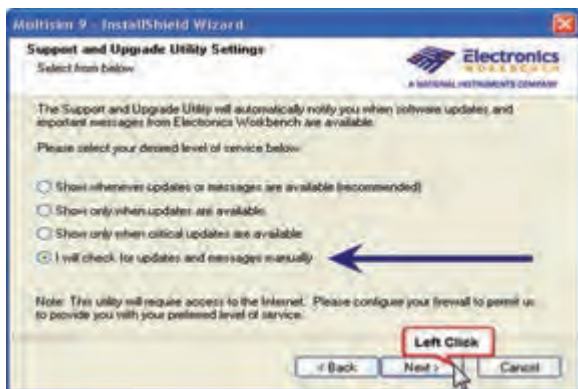 Multisim 9 - InstallShield Wizard
Support and Upgrade Utility Settings
Select from below
Electronics
WORKBENCH
A NATIONAL INSTRUMENTS COMPANY
The Support and Upgrade Utility will automatically notify you when software updates and
important messages from Electronics Workbench are available.
Please select your desired level of service below
Show whenever updates or messages are available (recommended)
Show only when updates are available.
Show only when critical updates are available
I will check for updates and messages manually
Note: This utility will require access to the Internet. Please configure your firewall to permit us
to provide you with your preferred level of service.
Left Click
< Back
Next >
Cancel